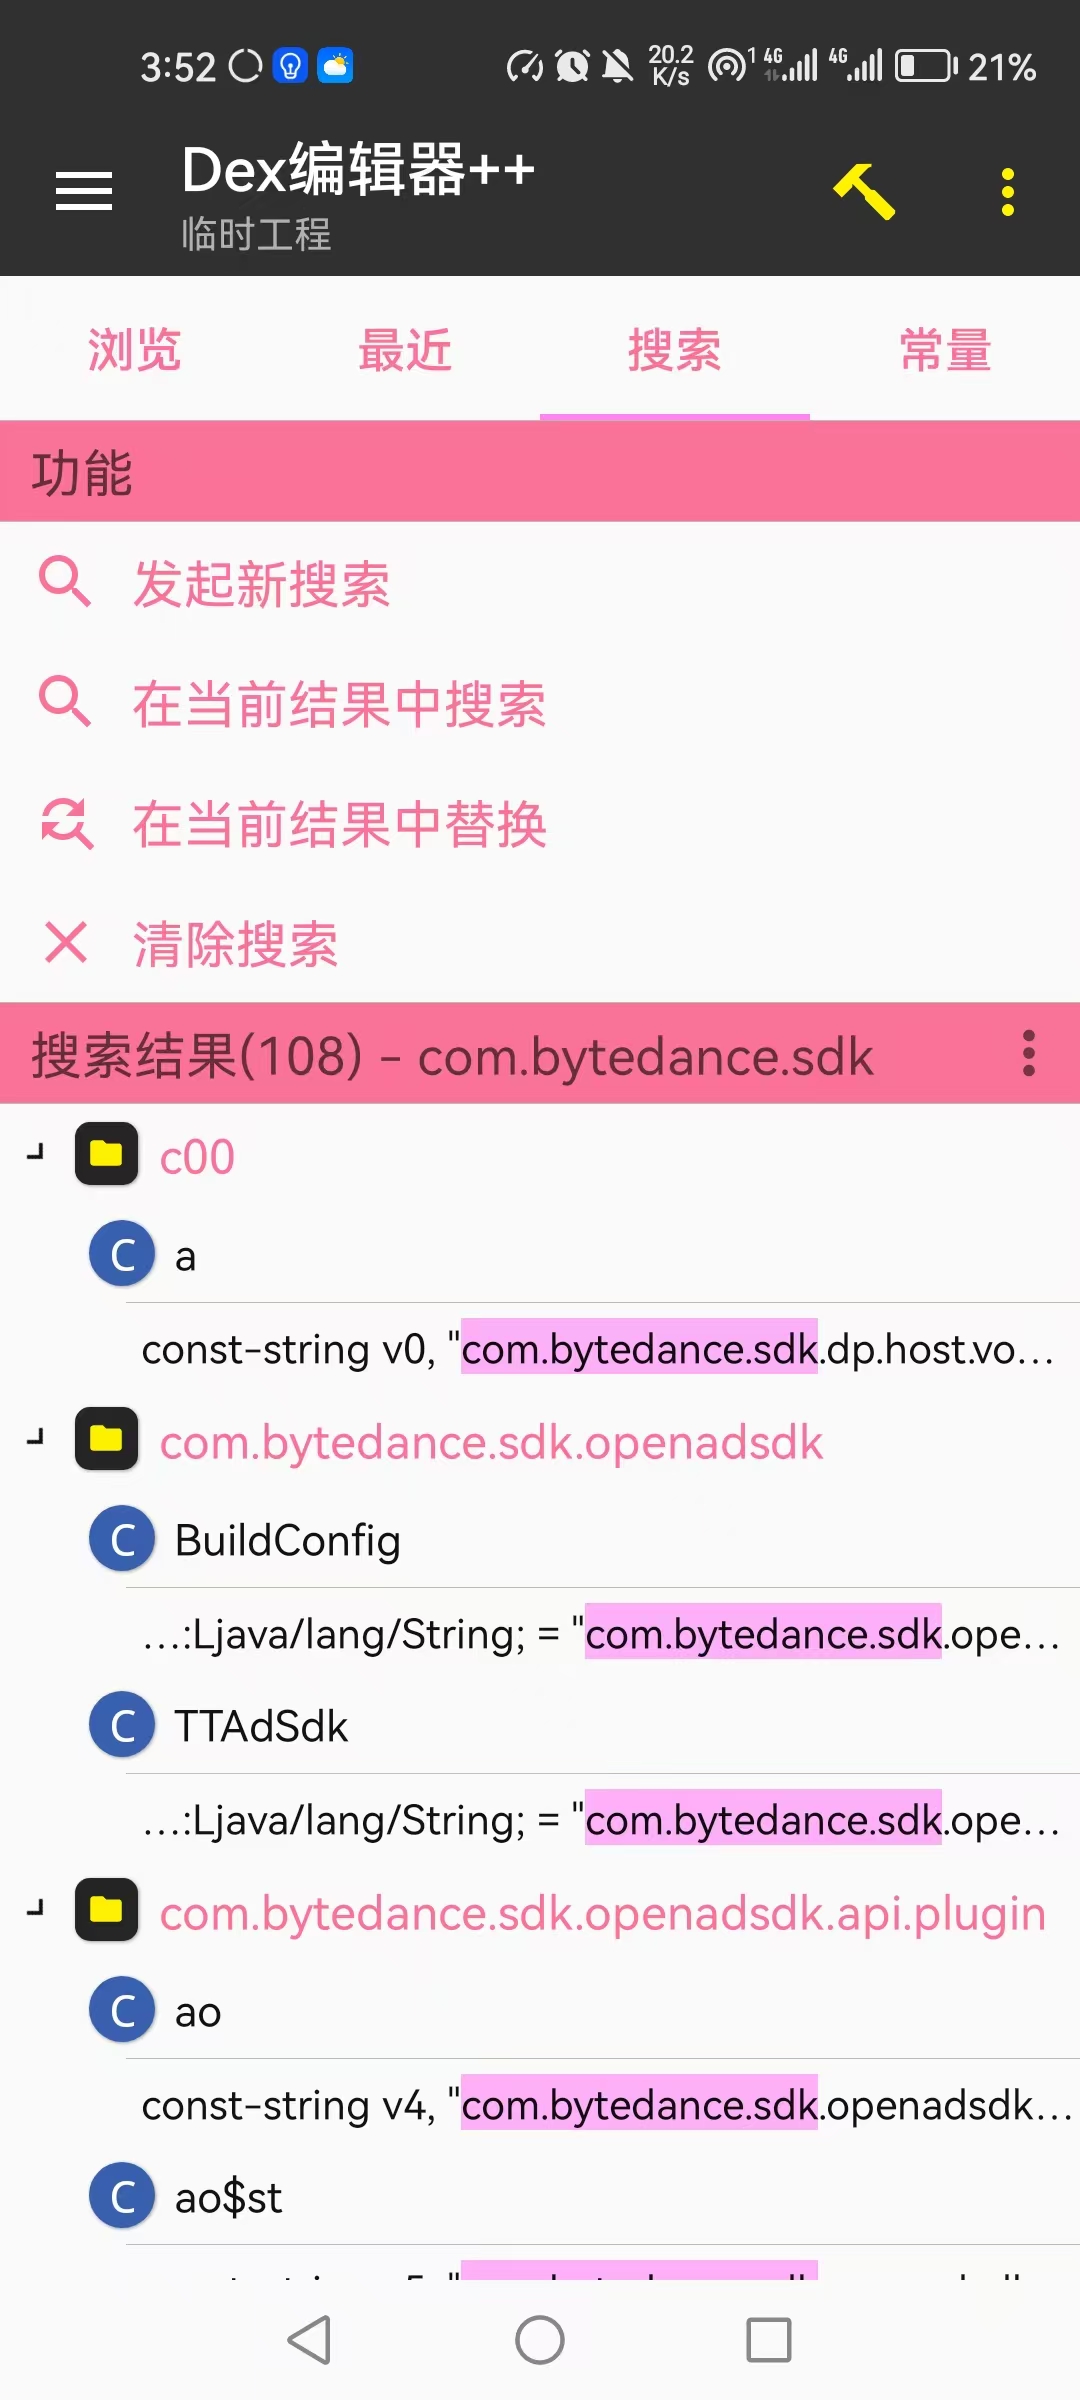 3:52 20.2 K/s 1 4G 4G 21%
Dex编辑器++
临时工程
浏览 最近 搜索 常量
功能
发起新搜索
在当前结果中搜索
在当前结果中替换
清除搜索
搜索结果(108) - com.bytedance.sdk
c00
C a
const-string v0, "com.bytedance.sdk.dp.host.vo...
com.bytedance.sdk.openadsdk
C BuildConfig
...:Ljava/lang/String; = "com.bytedance.sdk.ope...
C TTAdSdk
...:Ljava/lang/String; = "com.bytedance.sdk.ope...
com.bytedance.sdk.openadsdk.api.plugin
C ao
const-string v4, "com.bytedance.sdk.openadsdk...
C ao$st